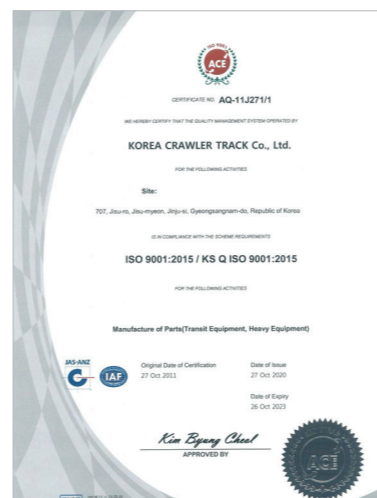 ISO 9001
ACE
CERTIFICATE NO. AQ-11J271/1
WE HEREBY CERTIFY THAT THE QUALITY MANAGEMENT SYSTEM OPERATED BY
KOREA CRAWLER TRACK Co., Ltd.
FOR THE FOLLOWING ACTIVITIES
Site:
707, Jisu-ro, Jisu-myeon, Jinju-si, Gyeongsangnam-do, Republic of Korea
IS IN COMPLIANCE WITH THE SCHEME REQUIREMENTS
ISO 9001:2015 / KS Q ISO 9001:2015
FOR THE FOLLOWING ACTIVITIES
Manufacture of Parts(Transit Equipment, Heavy Equipment)
JAS-ANZ
IAF
Original Date of Certification
27 Oct 2011
Date of Issue
27 Oct 2020
Date of Expiry
26 Oct 2023
Kim Byung Cheol
APPROVED BY
ACE